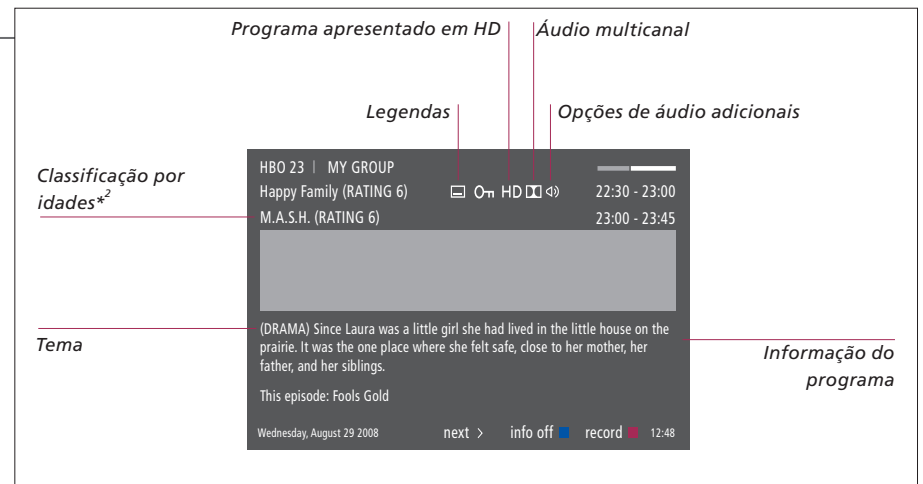 Programa apresentado em HD
Áudio multicanal
Legendas
Opções de áudio adicionais
Classificação por
idades*2
HBO 23 | MY GROUP
Happy Family (RATING 6) HD 22:30 - 23:00
M.A.S.H. (RATING 6) 23:00 - 23:45
Tema
(DRAMA) Since Laura was a little girl she had lived in the little house on the
prairie. It was the one place where she felt safe, close to her mother, her
father, and her siblings.
Informação do
programa
This episode: Fools Gold
Wednesday, August 29 2008 next > info off record 12:48